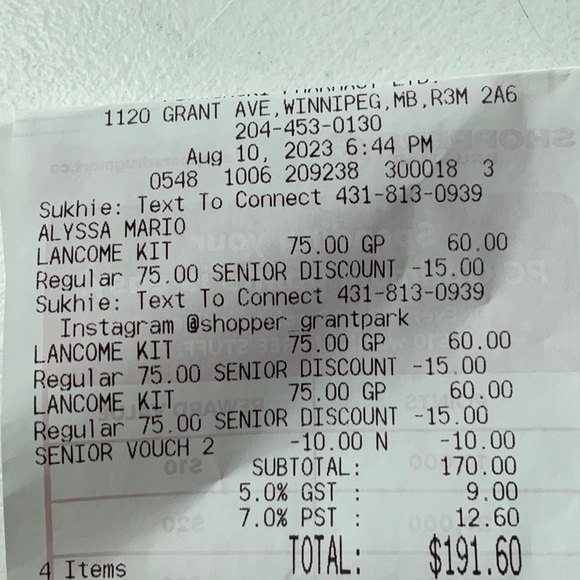 1120 GRANT AVE,WINNIPEG,MB,R3M 2A6
204-453-0130
Aug 10, 2023 6:44 PM
0548 1006 209238 300018 3
Sukhie: Text To Connect 431-813-0939
ALYSSA MARIO
LANCOME KIT 75.00 GP 60.00
Regular 75.00 SENIOR DISCOUNT -15.00
Sukhie: Text To Connect 431-813-0939
Instagram @shopper_grantpark
LANCOME KIT 75.00 GP 60.00
Regular 75.00 SENIOR DISCOUNT -15.00
LANCOME KIT 75.00 GP 60.00
Regular 75.00 SENIOR DISCOUNT -15.00
SENIOR VOUCH 2 -10.00 N -10.00
SUBTOTAL: 170.00
5.0% GST : 9.00
7.0% PST : 12.60
4 Items TOTAL: $191.60